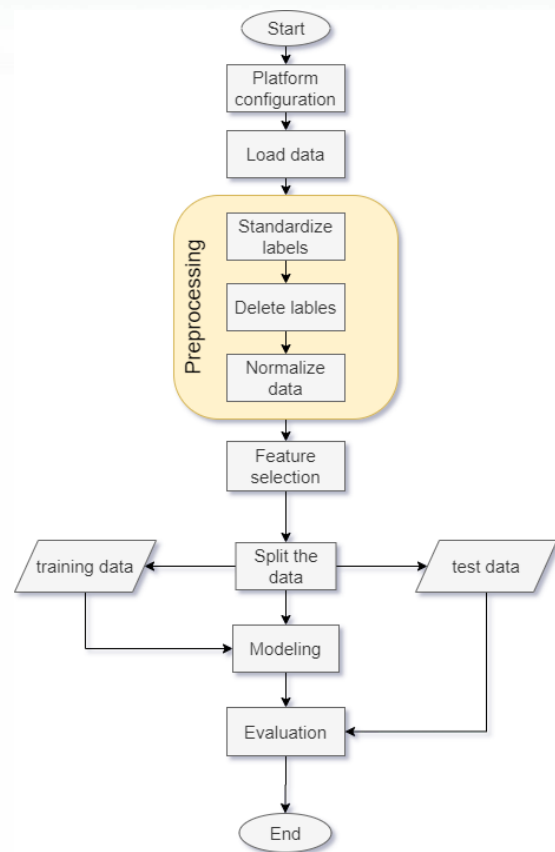 Start
Platform
configuration
Load data
Preprocessing
Standardize
labels
Delete lables
Normalize
data
Feature
selection
training data
Split the
data
test data
Modeling
Evaluation
End